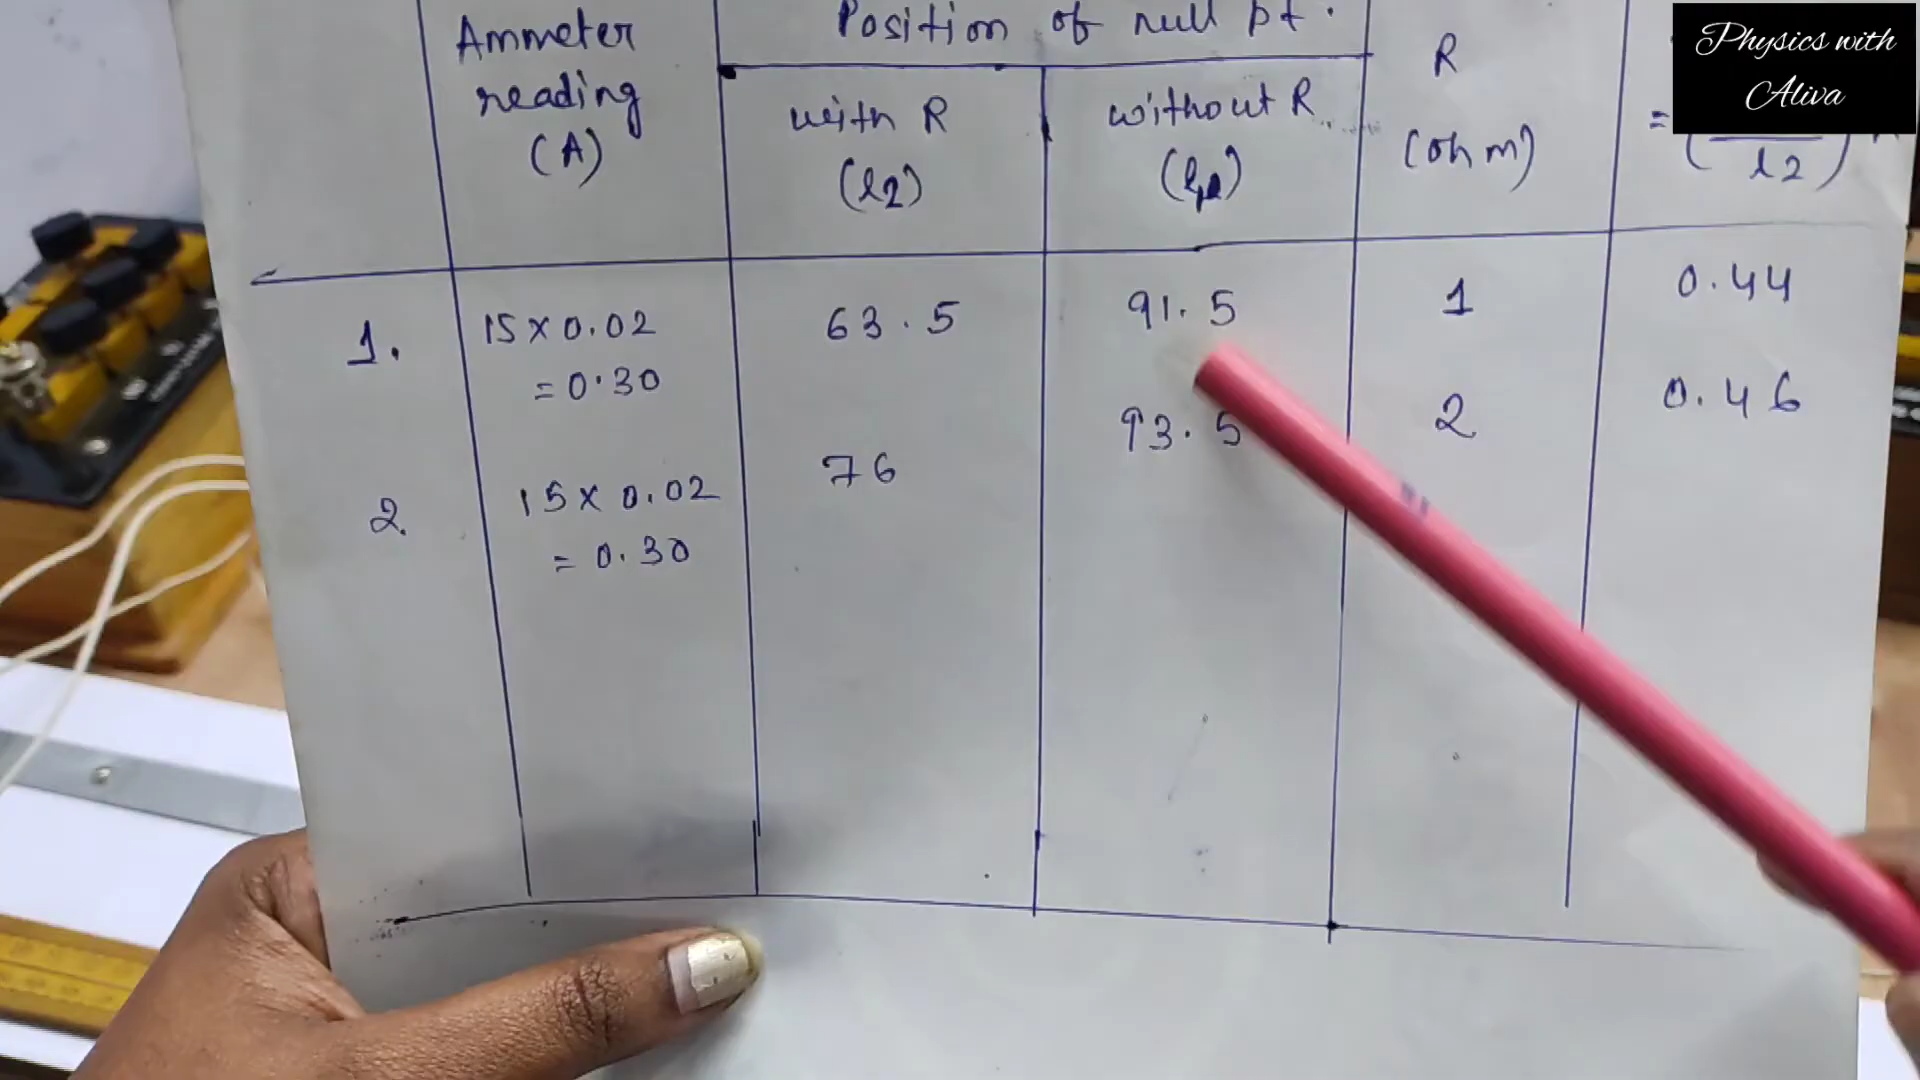 Physics with
Aliva
Ammeter
reading
(A)
Position of null pt.
with R
(l2)
without R
R
(ohm)
=
l2
1.
15 x 0.02
= 0.30
63.5
91.5
1
0.44
2.
15 x 0.02
= 0.30
76
93.5
2
0.46